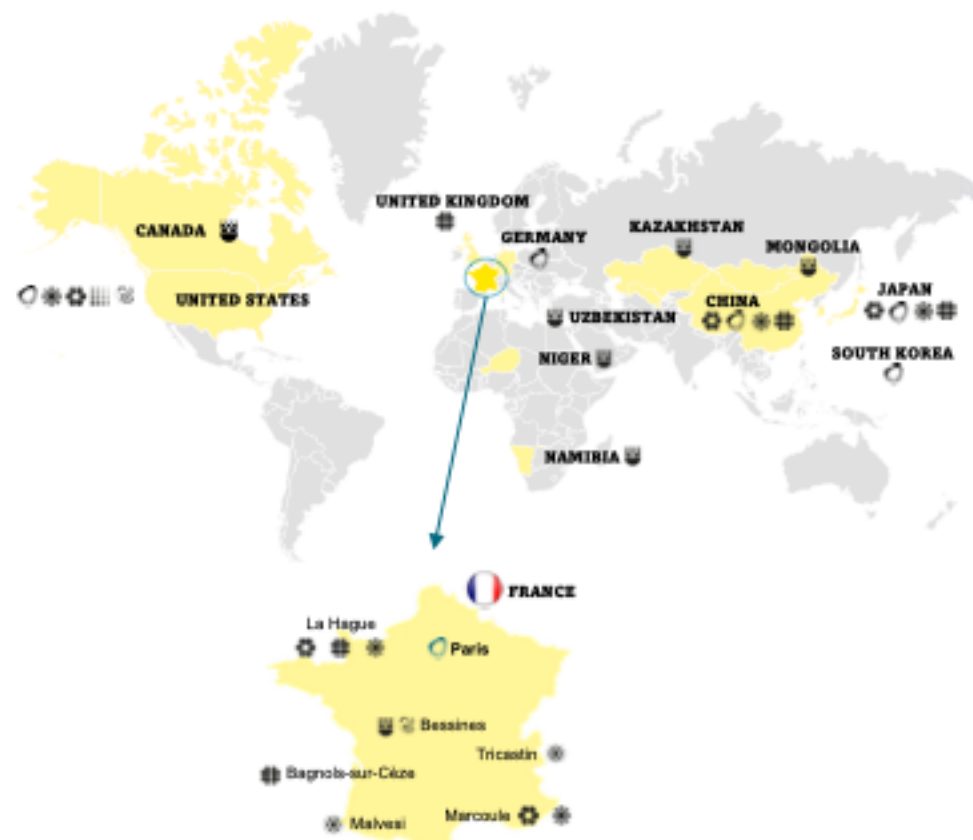 UNITED KINGDOM
GERMANY
CANADA
KAZAKHSTAN
MONGOLIA
UNITED STATES
CHINA
JAPAN
UZBEKISTAN
NIGER
SOUTH KOREA
NAMIBIA
FRANCE
La Hague
Paris
Bessines
Tricastin
Bagnols-sur-Cèze
Malvesi
Marcoule